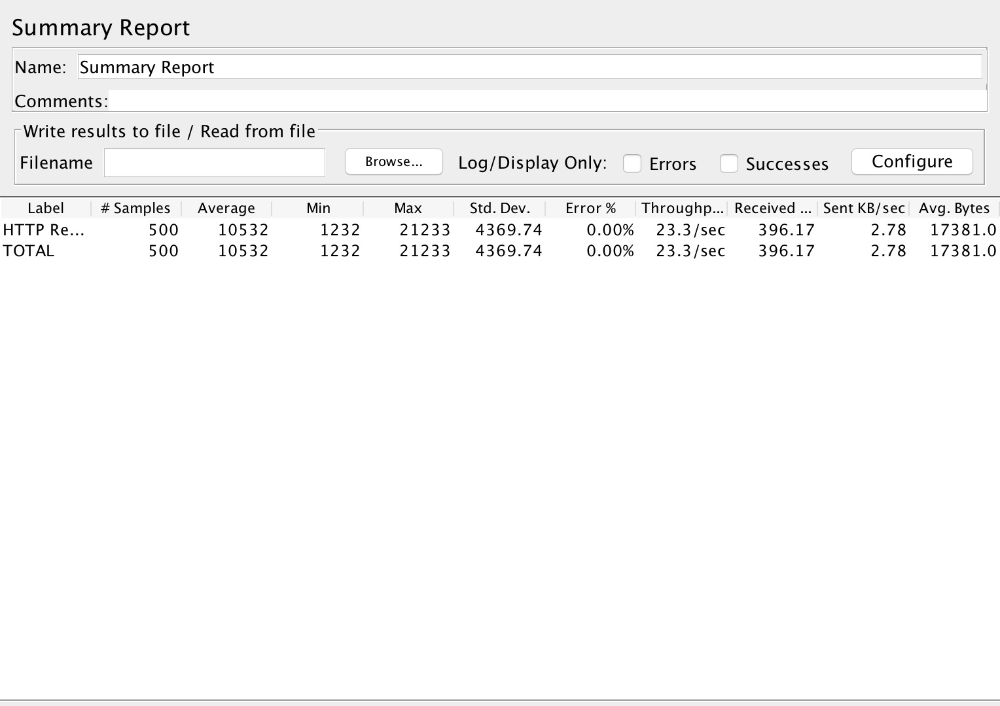 Summary Report
Name: Summary Report
Comments:
Write results to file / Read from file
Filename Browse... Log/Display Only: Errors Successes Configure
Label # Samples Average Min Max Std. Dev. Error % Throughp... Received ... Sent KB/sec Avg. Bytes
HTTP Re... 500 10532 1232 21233 4369.74 0.00% 23.3/sec 396.17 2.78 17381.0
TOTAL 500 10532 1232 21233 4369.74 0.00% 23.3/sec 396.17 2.78 17381.0